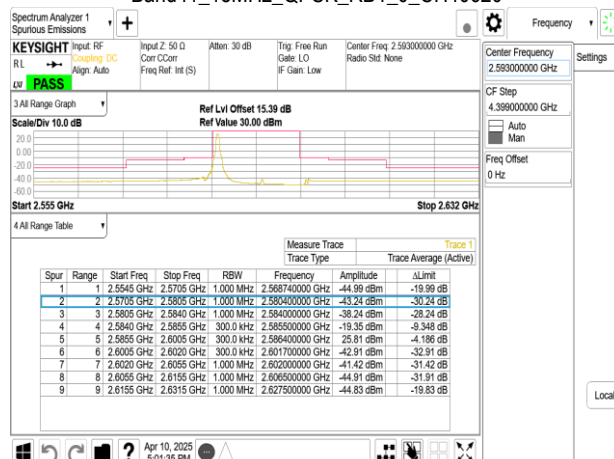 Spectrum Analyzer 1
Spurious Emissions
Frequency
Settings
KEYSIGHT
RL
LXI
PASS
Input: RF
Coupling: DC
Align: Auto
Input Z: 50 Ω
Corr CCorr
Freq Ref: Int (S)
Atten: 30 dB
Trig: Free Run
Gate: LO
IF Gain: Low
Center Freq: 2.593000000 GHz
Radio Std: None
Center Frequency
2.593000000 GHz
CF Step
4.399000000 GHz
Auto
Man
Freq Offset
0 Hz
3 All Range Graph
Scale/Div 10.0 dB
Ref Lvl Offset 15.39 dB
Ref Value 30.00 dBm
20.0
0.00
-20.0
-40.0
-60.0
Start 2.555 GHz
Stop 2.632 GHz
4 All Range Table
Measure Trace Trace 1
Trace Type Trace Average (Active)
Spur Range Start Freq Stop Freq RBW Frequency Amplitude ΔLimit
1 1 2.5545 GHz 2.5705 GHz 1.000 MHz 2.568740000 GHz -44.99 dBm -19.99 dB
2 2 2.5705 GHz 2.5805 GHz 1.000 MHz 2.580400000 GHz -43.24 dBm -30.24 dB
3 3 2.5805 GHz 2.5840 GHz 1.000 MHz 2.584000000 GHz -38.24 dBm -28.24 dB
4 4 2.5840 GHz 2.5855 GHz 300.0 kHz 2.585500000 GHz -19.35 dBm -9.348 dB
5 5 2.5855 GHz 2.6005 GHz 300.0 kHz 2.586400000 GHz 25.81 dBm -4.186 dB
6 6 2.6005 GHz 2.6020 GHz 300.0 kHz 2.601700000 GHz -42.91 dBm -32.91 dB
7 7 2.6020 GHz 2.6055 GHz 1.000 MHz 2.602000000 GHz -41.42 dBm -31.42 dB
8 8 2.6055 GHz 2.6155 GHz 1.000 MHz 2.606500000 GHz -44.91 dBm -31.91 dB
9 9 2.6155 GHz 2.6315 GHz 1.000 MHz 2.627500000 GHz -44.83 dBm -19.83 dB
Local
Apr 10, 2025
5:01:35 PM